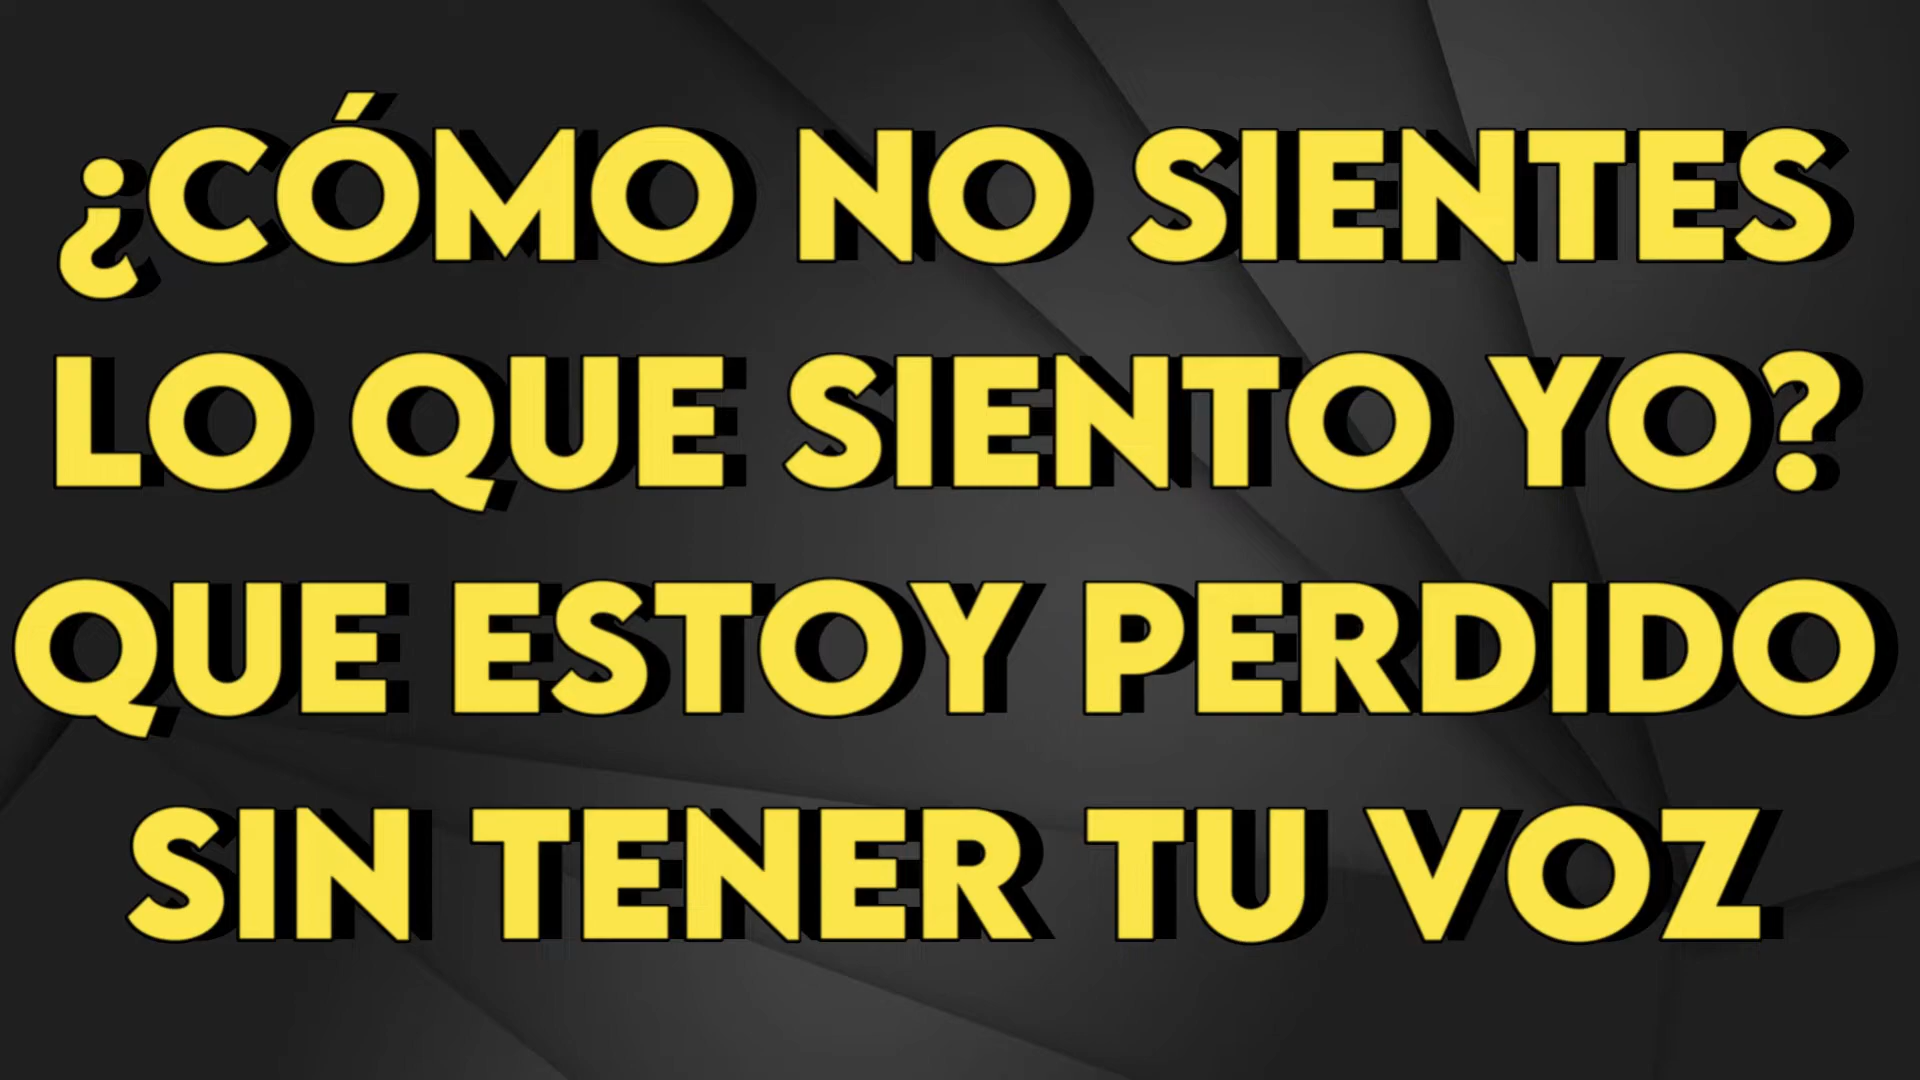 ¿CÓMO NO SIENTES
LO QUE SIENTO YO?
QUE ESTOY PERDIDO
SIN TENER TU VOZ